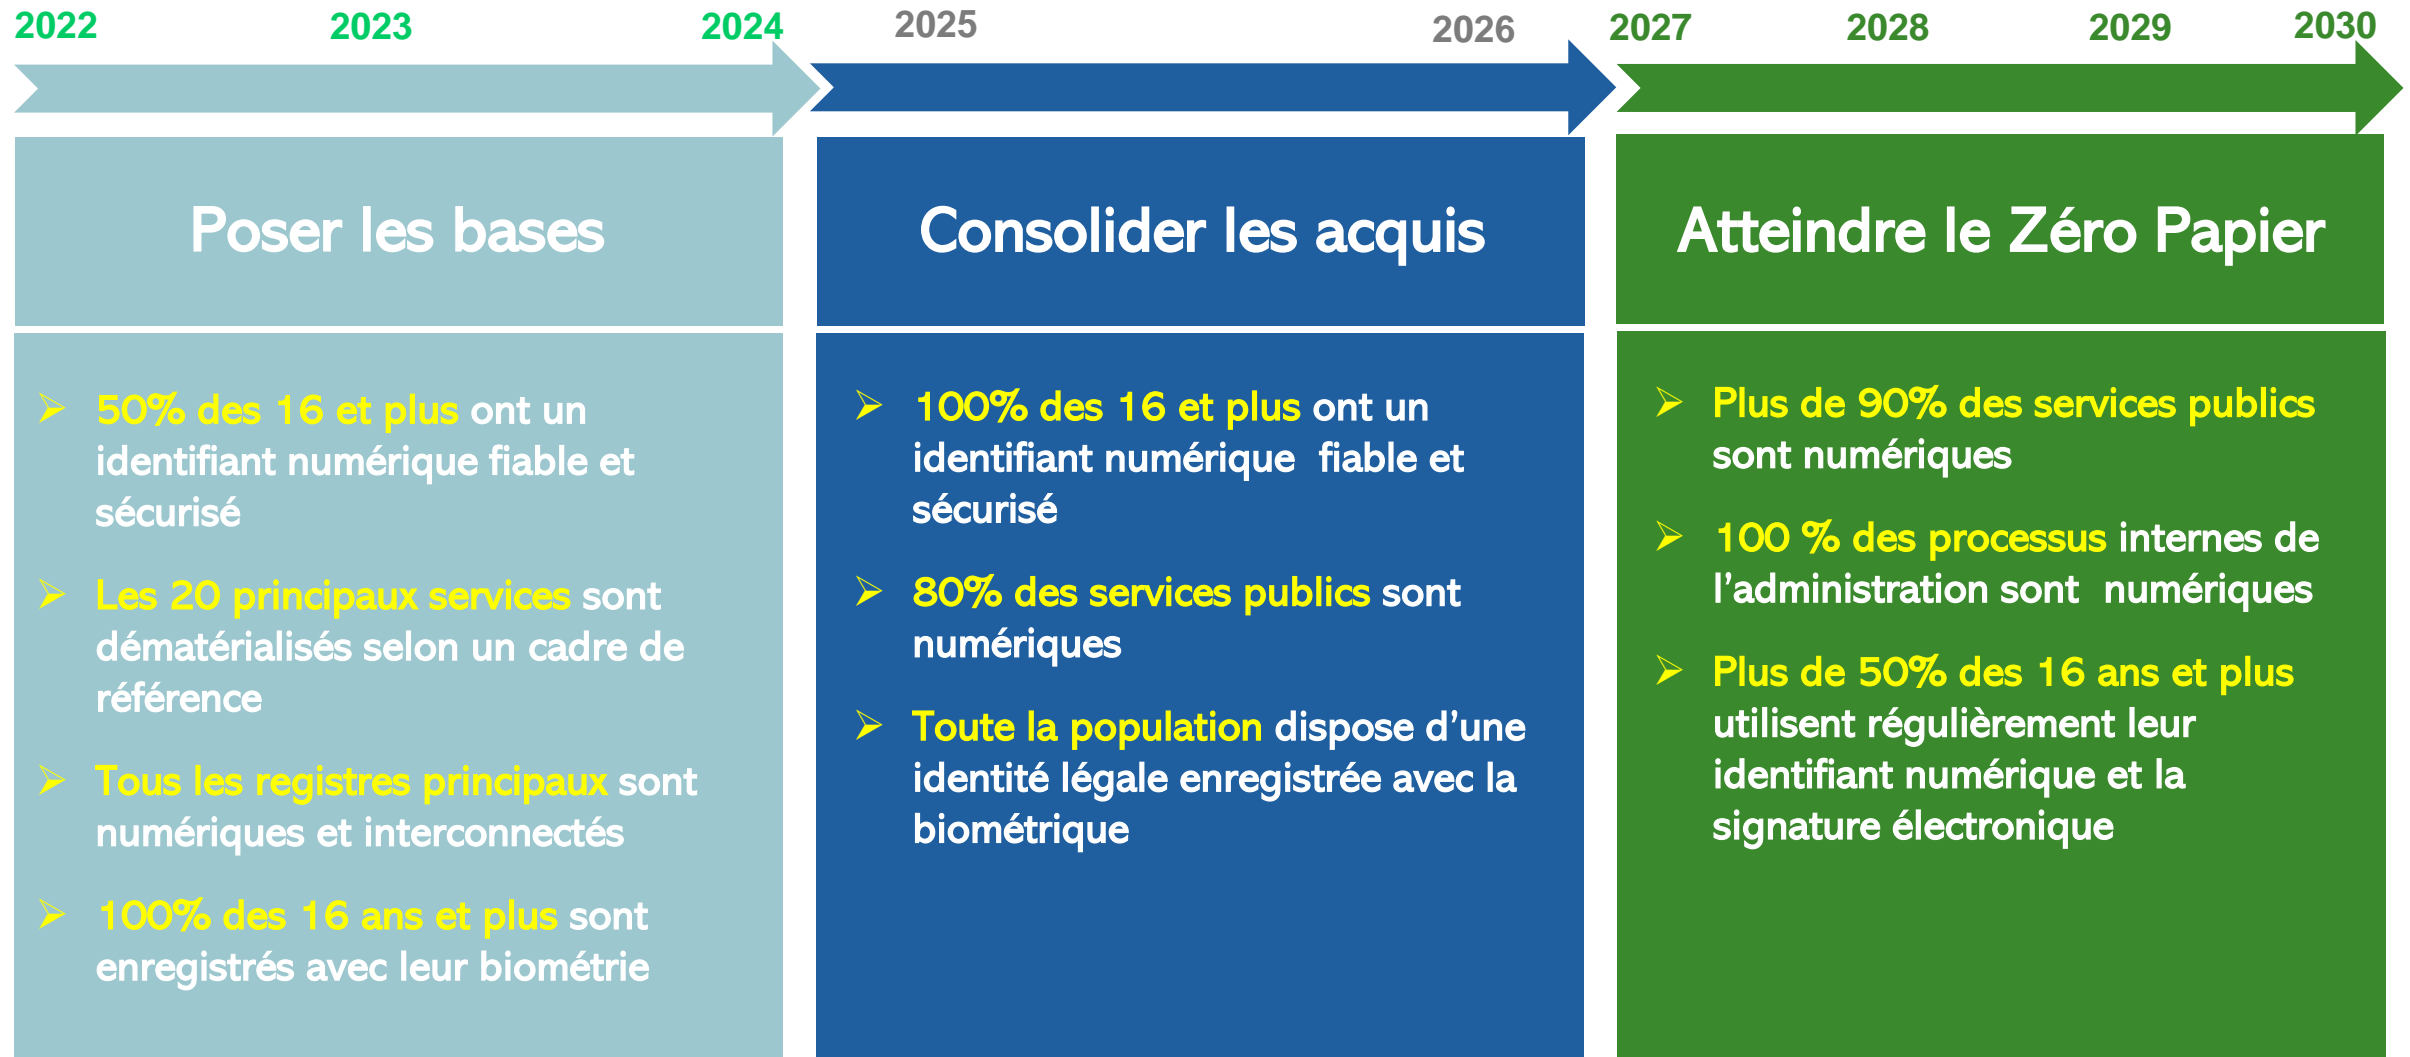 2022 2023 2024 2025 2026 2027 2028 2029 2030
Poser les bases
50% des 16 et plus ont un
identifiant numérique fiable et
sécurisé
Les 20 principaux services sont
dématérialisés selon un cadre de
référence
Tous les registres principaux sont
numériques et interconnectés
100% des 16 ans et plus sont
enregistrés avec leur biométrie
Consolider les acquis
100% des 16 et plus ont un
identifiant numérique fiable et
sécurisé
80% des services publics sont
numériques
Toute la population dispose d’une
identité légale enregistrée avec la
biométrique
Atteindre le Zéro Papier
Plus de 90% des services publics
sont numériques
100 % des processus internes de
l’administration sont numériques
Plus de 50% des 16 ans et plus
utilisent régulièrement leur
identifiant numérique et la
signature électronique